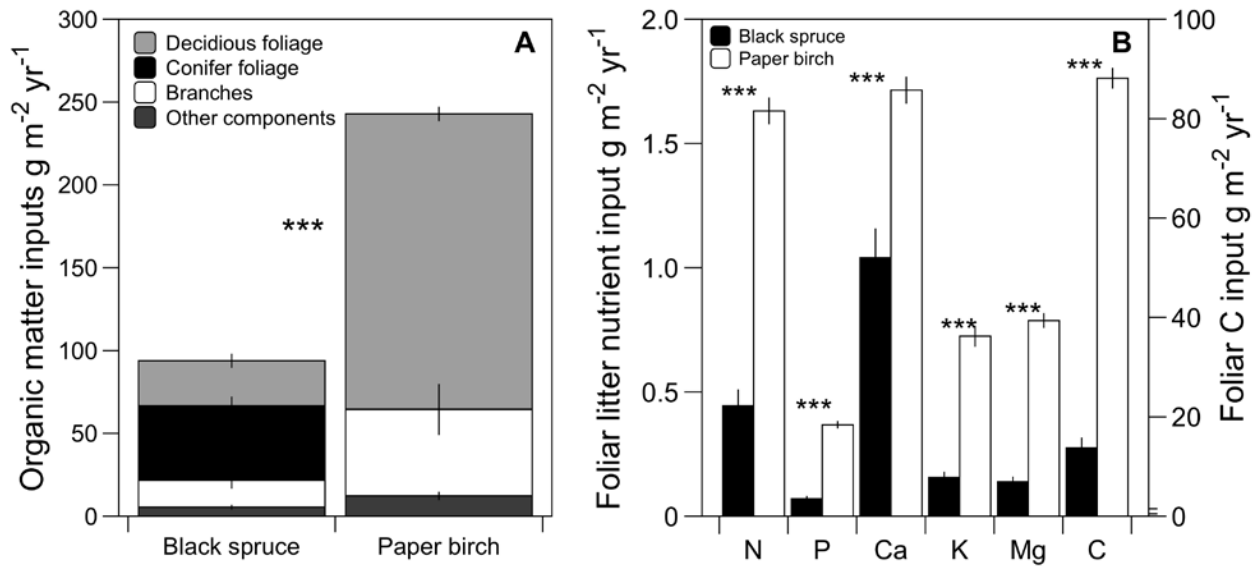 Organic matter inputs g m⁻² yr⁻¹
300
250
200
150
100
50
0
A
Decidious foliage
Conifer foliage
Branches
Other components
***
Black spruce
Paper birch
Foliar litter nutrient input g m⁻² yr⁻¹
2.0
1.5
1.0
0.5
0
B
Black spruce
Paper birch
***
***
***
***
***
***
N
P
Ca
K
Mg
C
100
80
60
40
20
0
Foliar C input g m⁻² yr⁻¹